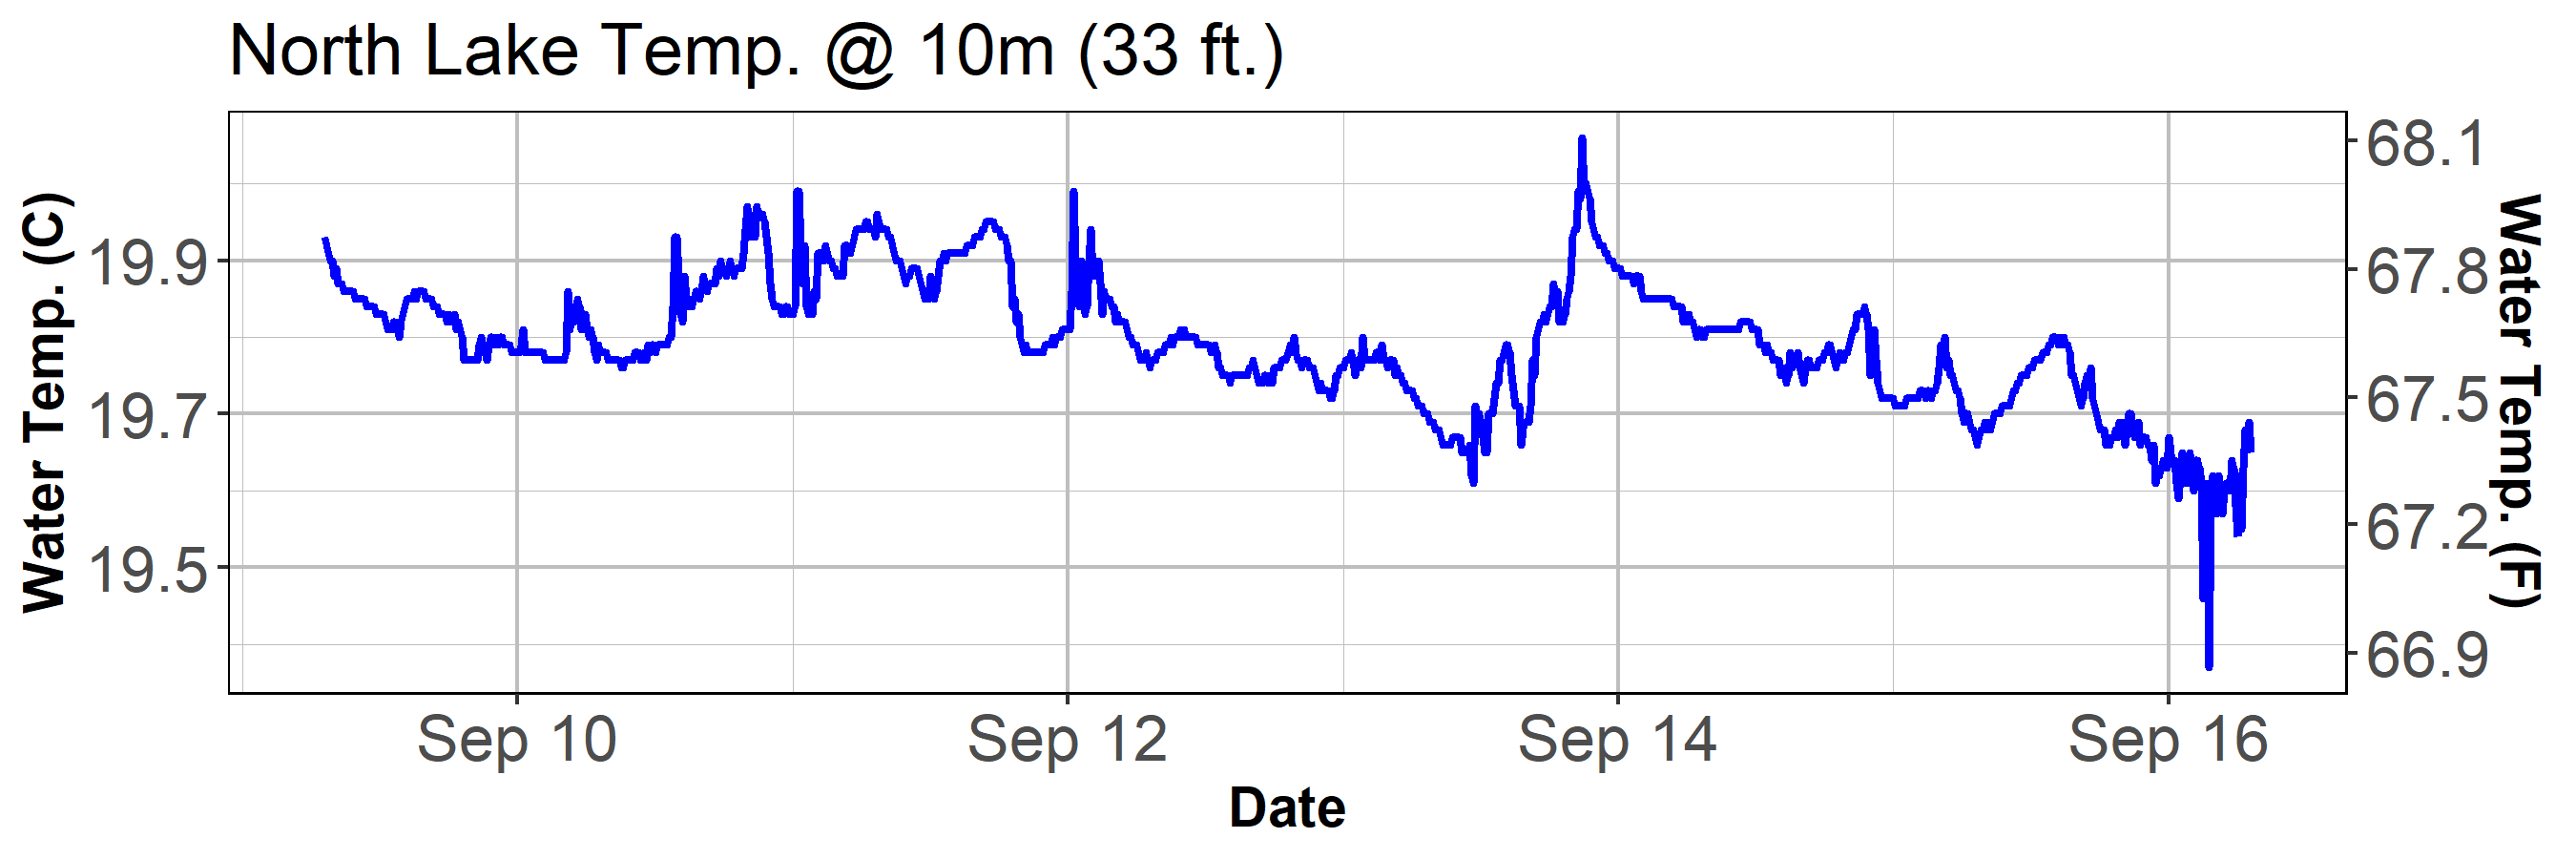 North Lake Temp. @ 10m (33 ft.)
Water Temp. (C)
19.9
19.7
19.5
68.1
67.8
67.5
67.2
66.9
Water Temp. (F)
Sep 10
Sep 12
Sep 14
Sep 16
Date